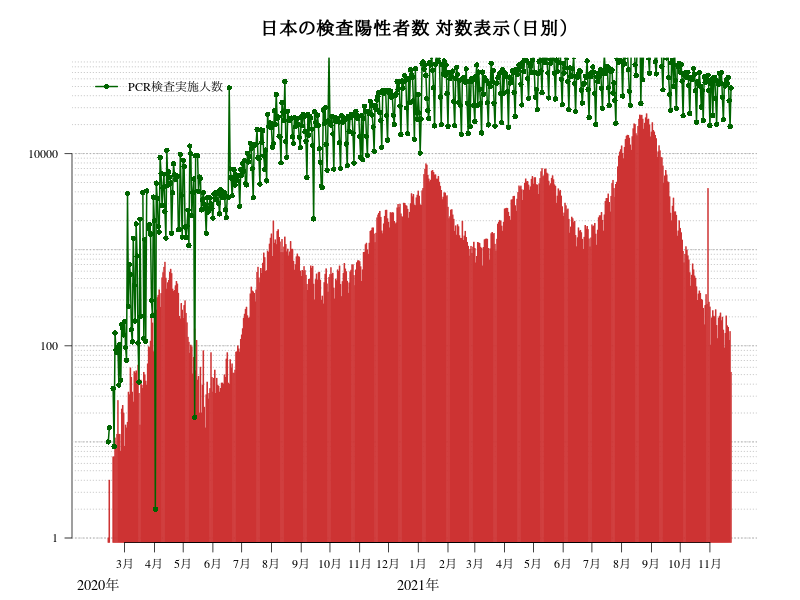 日本の検査陽性者数 対数表示（日別）
PCR検査実施人数
10000
100
1
3月 4月 5月 6月 7月 8月 9月 10月 11月 12月 1月 2月 3月 4月 5月 6月 7月 8月 9月 10月 11月
2020年 2021年